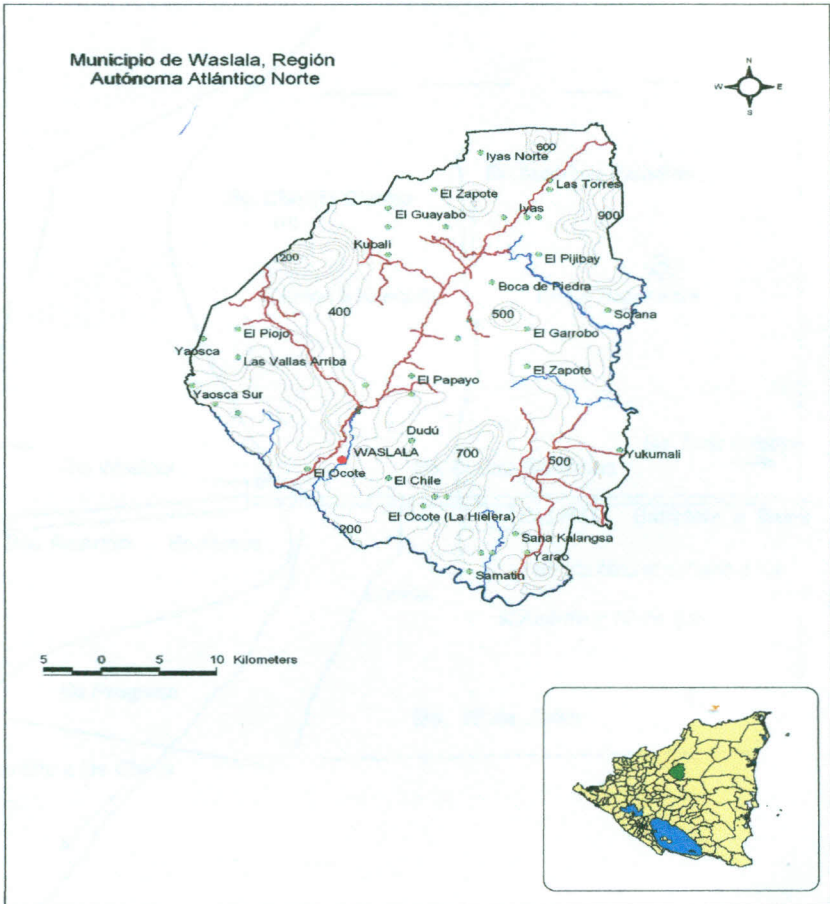 Municipio de Waslala, Región
Autónoma Atlántico Norte
N
W E
S
600
Iyas Norte
Las Torres
El Zapote
El Guayabo
Iyas
900
Kubali
1200
El Pijibay
Boca de Piedra
400
500
Sofana
El Piojo
El Garrobo
Yaosca
Las Vallas Arriba
El Zapote
El Papayo
Yaosca Sur
Dudú
WASLALA
700
500
Yukumali
El Ocote
El Chile
El Ocote (La Hielera)
200
Sana Kalangsa
Yarao
Samatin
5 0 5 10 Kilometers